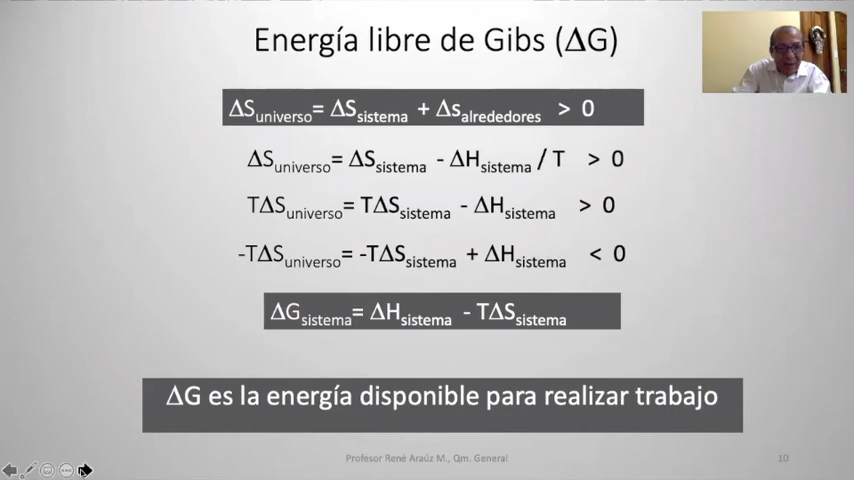 Energía libre de Gibs (ΔG)
ΔSuniverso= ΔSsistema + Δsalrededores > 0
ΔSuniverso= ΔSsistema - ΔHsistema / T > 0
TΔSuniverso= TΔSsistema - ΔHsistema > 0
-TΔSuniverso= -TΔSsistema + ΔHsistema < 0
ΔGsistema= ΔHsistema - TΔSsistema
ΔG es la energía disponible para realizar trabajo
Profesor René Araúz M., Qm. General
10